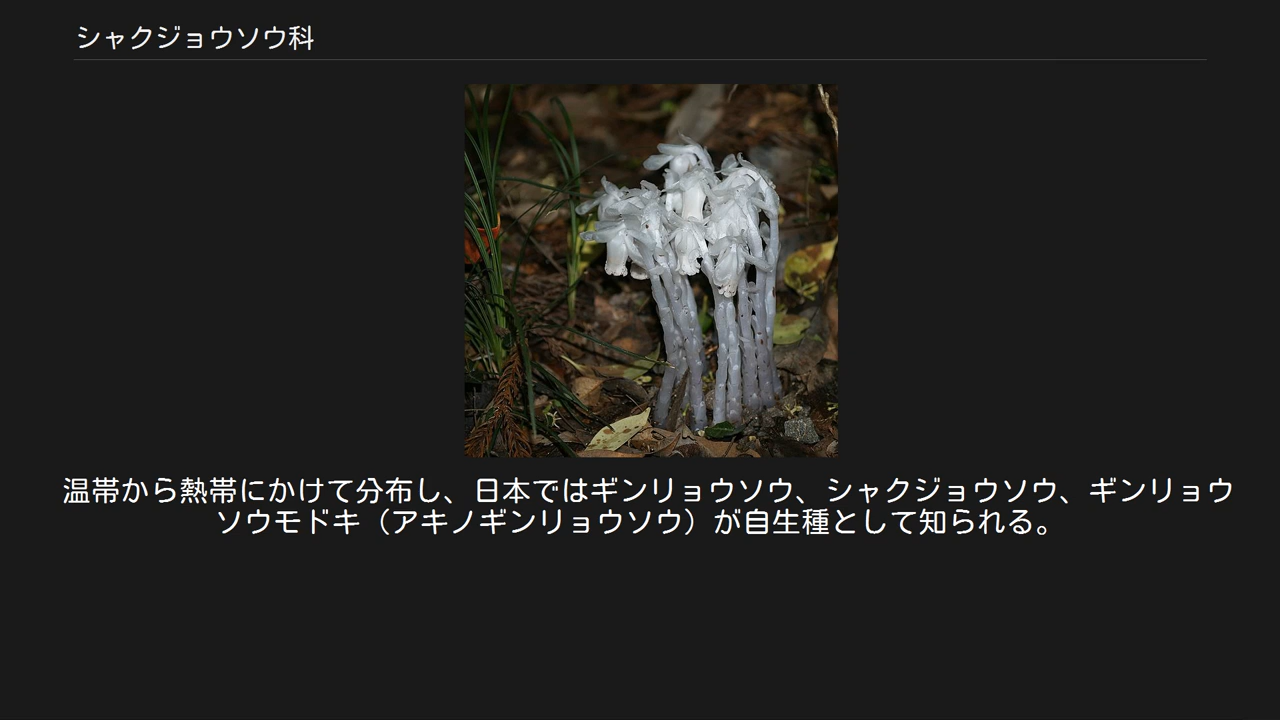 シャクジョウソウ科
温帯から熱帯にかけて分布し、日本ではギンリョウソウ、シャクジョウソウ、ギンリョウ
ソウモドキ（アキノギンリョウソウ）が自生種として知られる。